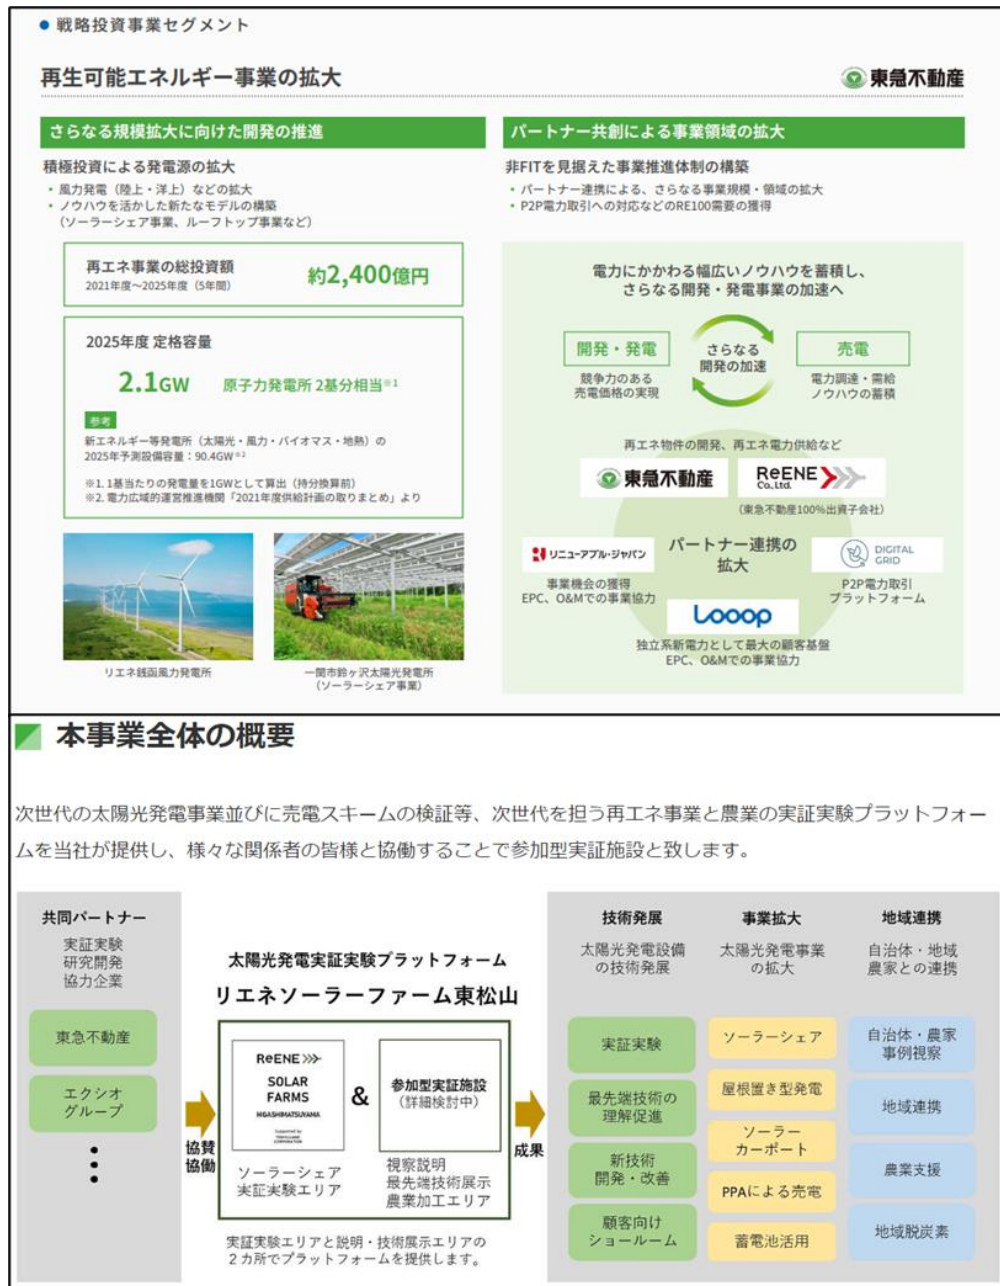 戦略投資事業セグメント
再生可能エネルギー事業の拡大
東急不動産
さらなる規模拡大に向けた開発の推進
積極投資による発電源の拡大
・風力発電（陸上・洋上）などの拡大
・ノウハウを活かした新たなモデルの構築
（ソーラーシェア事業、ルーフトップ事業など）
再エネ事業の総投資額
2021年度～2025年度（5年間）
約2,400億円
2025年度 定格容量
2.1GW
原子力発電所 2基分相当※1
参考
新エネルギー等発電所（太陽光・風力・バイオマス・地熱）の
2025年予測設備容量：90.4GW※2
※1. 1基当たりの発電量を1GWとして算出（持分換算前）
※2. 電力広域的運営推進機関「2021年度供給計画の取りまとめ」より
リエネ銭函風力発電所
一関市鈴ヶ沢太陽光発電所
（ソーラーシェア事業）
パートナー共創による事業領域の拡大
非FITを見据えた事業推進体制の構築
・パートナー連携による、さらなる事業規模・領域の拡大
・P2P電力取引への対応などのRE100需要の獲得
電力にかかわる幅広いノウハウを蓄積し、
さらなる開発・発電事業の加速へ
開発・発電
競争力のある
売電価格の実現
さらなる
開発の加速
売電
電力調達・需給
ノウハウの蓄積
再エネ物件の開発、再エネ電力供給など
東急不動産
ReENE
Co.,Ltd.
（東急不動産100%出資子会社）
リニューアブル・ジャパン
事業機会の獲得
EPC、O&Mでの事業協力
パートナー連携の
拡大
DIGITAL
GRID
P2P電力取引
プラットフォーム
Looop
独立系新電力として最大の顧客基盤
EPC、O&Mでの事業協力
本事業全体の概要
次世代の太陽光発電事業並びに売電スキームの検証等、次世代を担う再エネ事業と農業の実証実験プラットフォー
ムを当社が提供し、様々な関係者の皆様と協働することで参加型実証施設と致します。
共同パートナー
実証実験
研究開発
協力企業
東急不動産
エクシオ
グループ
協賛
協働
太陽光発電実証実験プラットフォーム
リエネソーラーファーム東松山
ReENE
SOLAR
FARMS
HIGASHIMATSUYAMA
Supported by
TOKYU LAND
CORPORATION
ソーラーシェア
実証実験エリア
&
参加型実証施設
（詳細検討中）
視察説明
最先端技術展示
農業加工エリア
実証実験エリアと説明・技術展示エリアの
２カ所でプラットフォームを提供します。
成果
技術発展
太陽光発電設備
の技術発展
実証実験
最先端技術の
理解促進
新技術
開発・改善
顧客向け
ショールーム
事業拡大
太陽光発電事業
の拡大
ソーラーシェア
屋根置き型発電
ソーラー
カーポート
PPAによる売電
蓄電池活用
地域連携
自治体・地域
農家との連携
自治体・農家
事例視察
地域連携
農業支援
地域脱炭素